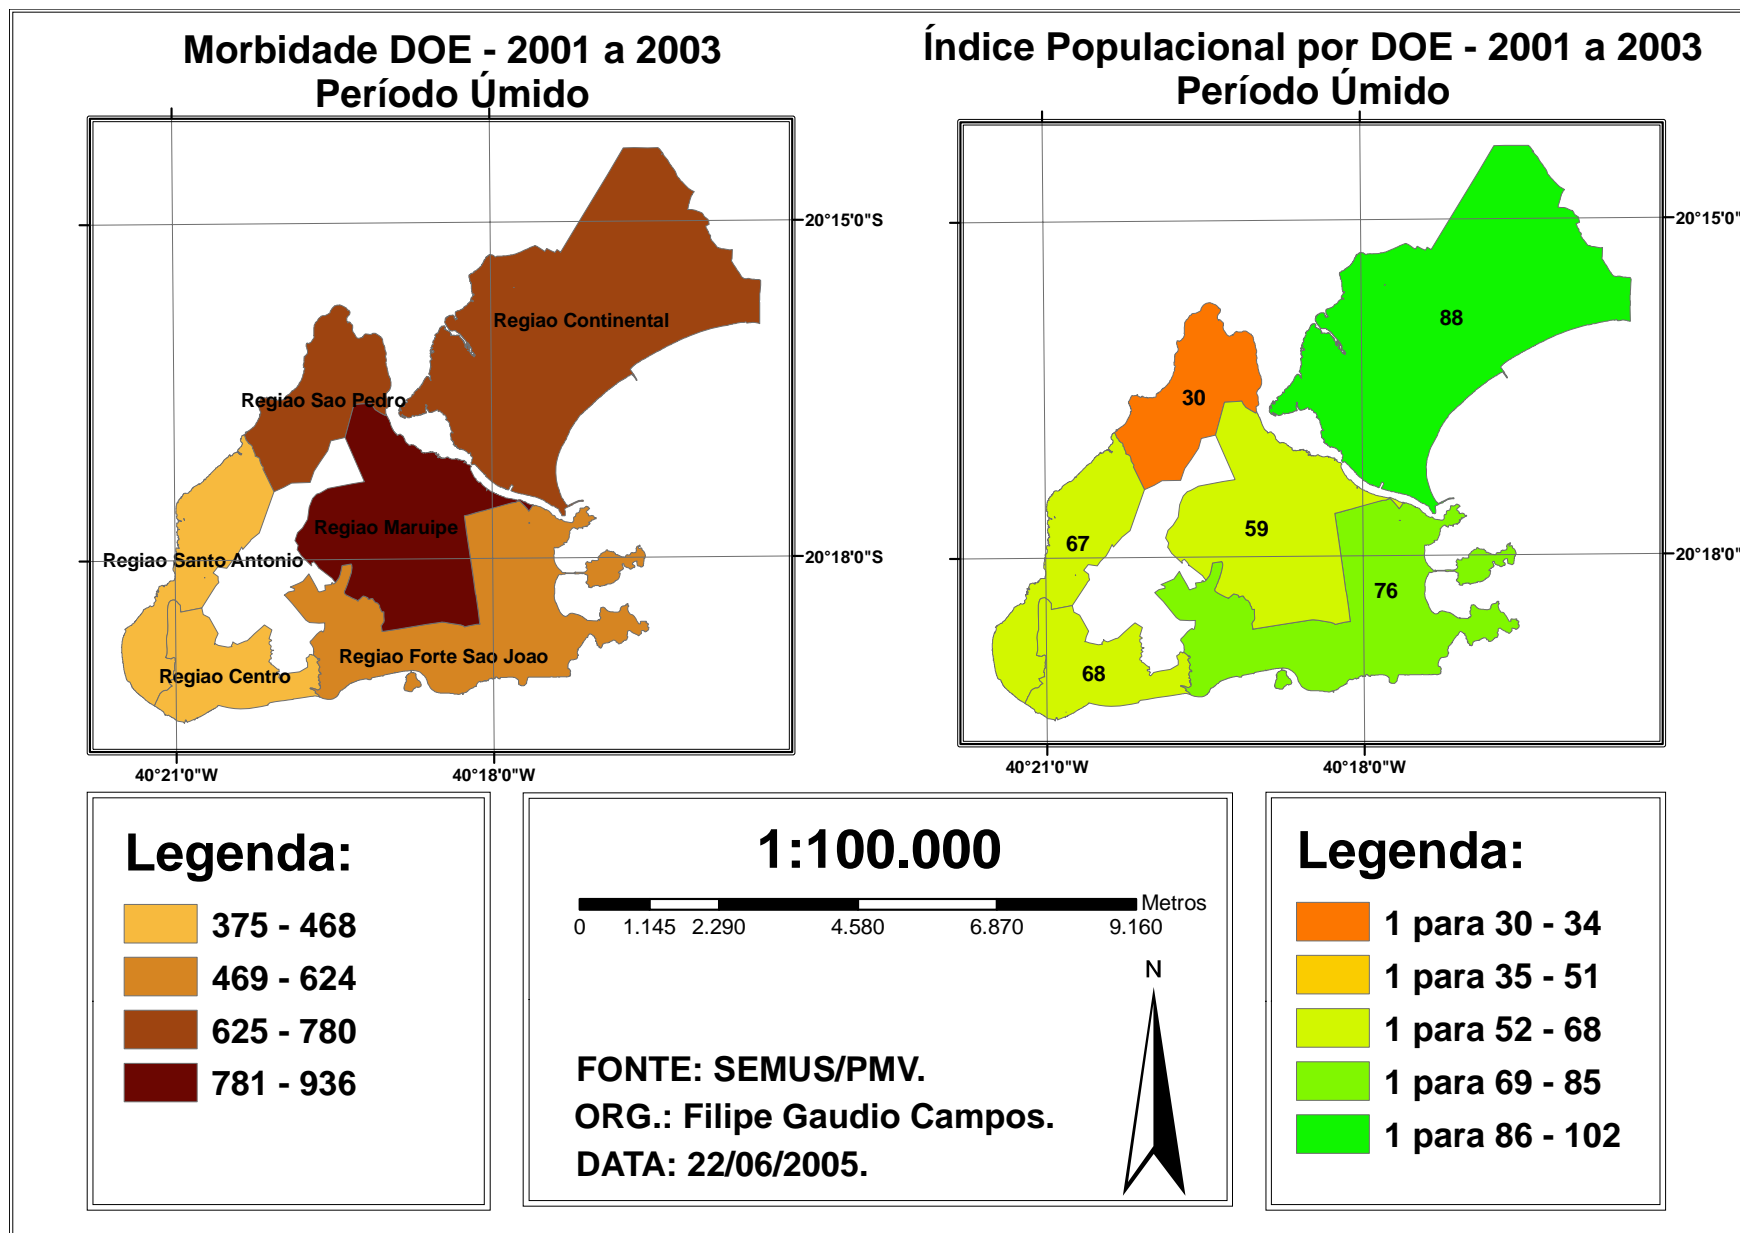 Morbidade DOE - 2001 a 2003
Período Úmido
20°15'0"S
Regiao Continental
Regiao Sao Pedro
Regiao Maruipe
20°18'0"S
Regiao Santo Antonio
Regiao Forte Sao Joao
Regiao Centro
40°21'0"W
40°18'0"W
Índice Populacional por DOE - 2001 a 2003
Período Úmido
20°15'0"
88
30
59
67
20°18'0"
76
68
40°21'0"W
40°18'0"W
Legenda:
375 - 468
469 - 624
625 - 780
781 - 936
1:100.000
Metros
0 1.145 2.290 4.580 6.870 9.160
N
FONTE: SEMUS/PMV.
ORG.: Filipe Gaudio Campos.
DATA: 22/06/2005.
Legenda:
1 para 30 - 34
1 para 35 - 51
1 para 52 - 68
1 para 69 - 85
1 para 86 - 102